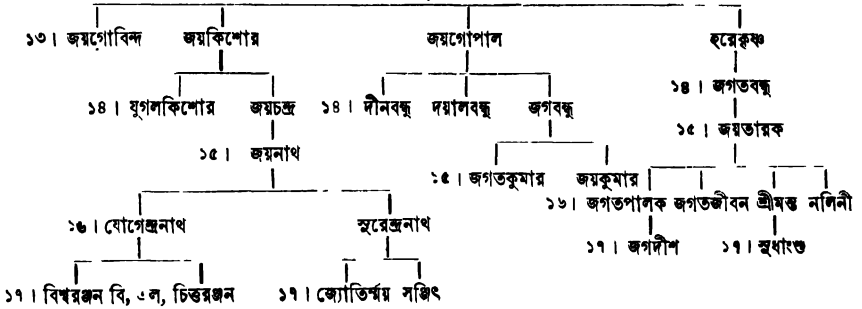 ১৩। জয়গোবিন্দ জয়কিশোর জয়গোপাল হরেকৃষ্ণ
১৪। জগতবন্ধু
১৪। যুগলকিশোর জয়চন্দ্র ১৪। দীনবন্ধু দয়ালবন্ধু জগবন্ধু
১৫। জয়তারক
১৫। জয়নাথ
১৫। জগতকুমার জয়কুমার
১৬। জগতপালক জগতজীবন শ্রীমন্ত নলিনী
১৬। যোগেন্দ্রনাথ সুরেন্দ্রনাথ
১৭। জগদীশ ১৭। সুধাংশু
১৭। বিশ্বরঞ্জন বি, এল, চিত্তরঞ্জন ১৭। জ্যোতির্ম্ময় সঞ্জিৎ